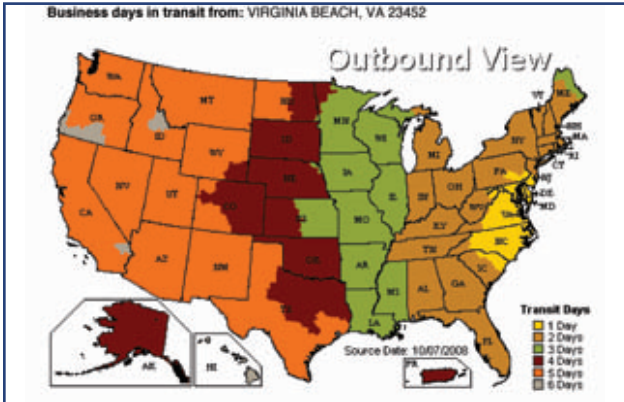 Business days in transit from: VIRGINIA BEACH, VA 23452
Outbound View
WA
MT
ND
MN
VT
ME
OR
ID
WY
SD
WI
MI
NY
NH
MA
RI
CT
NV
UT
CO
NE
IA
IL
IN
OH
PA
NJ
DE
MD
WV
VA
CA
MO
KY
NC
AZ
NM
OK
AR
TN
SC
MS
AL
GA
LA
FL
AK
HI
PR
Source Date: 10/07/2008
Transit Days
1 Day
2 Days
3 Days
4 Days
5 Days
6 Days